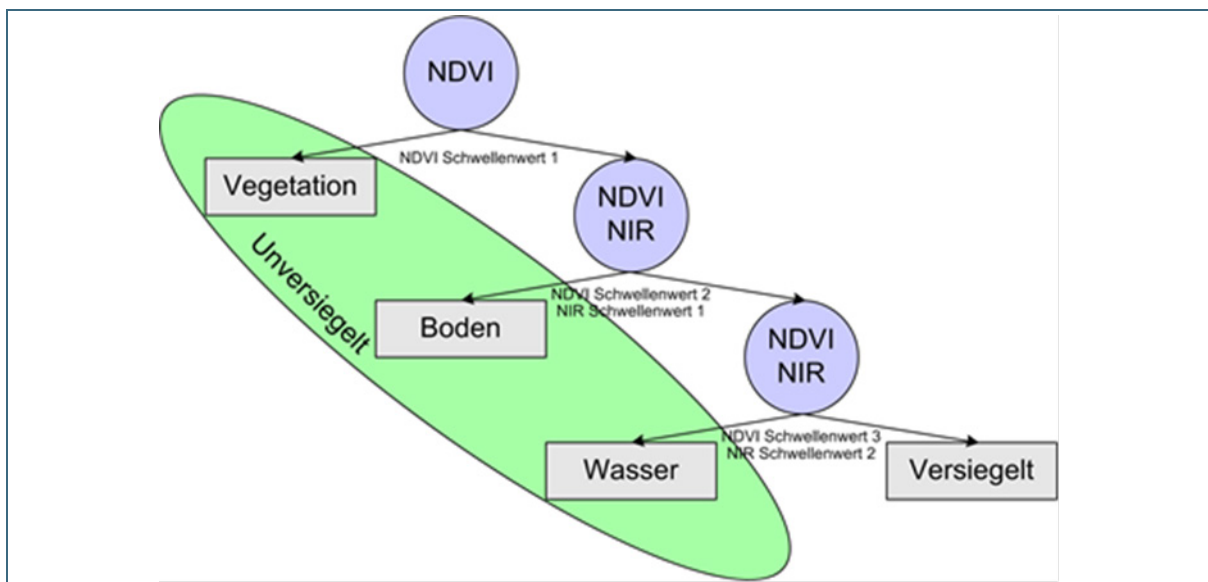 NDVI
NDVI Schwellenwert 1
Vegetation
NDVI
NIR
Unversiegelt
NDVI Schwellenwert 2
NIR Schwellenwert 1
Boden
NDVI
NIR
NDVI Schwellenwert 3
NIR Schwellenwert 2
Wasser
Versiegelt